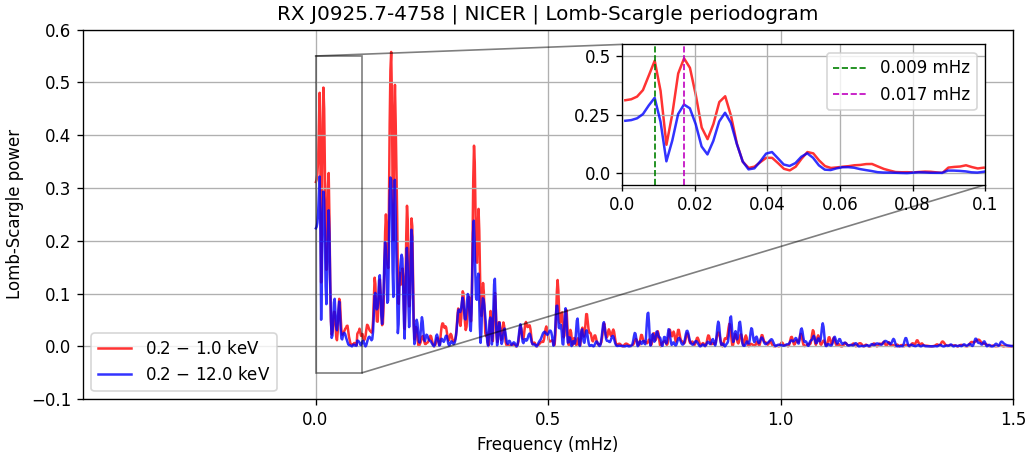 RX J0925.7-4758 | NICER | Lomb-Scargle periodogram
0.6
0.5
0.4
0.3
0.2
0.1
0.0
−0.1
Lomb-Scargle power
0.5
0.25
0.0
0.009 mHz
0.017 mHz
0.0 0.02 0.04 0.06 0.08 0.1
0.2 − 1.0 keV
0.2 − 12.0 keV
0.0 0.5 1.0 1.5
Frequency (mHz)